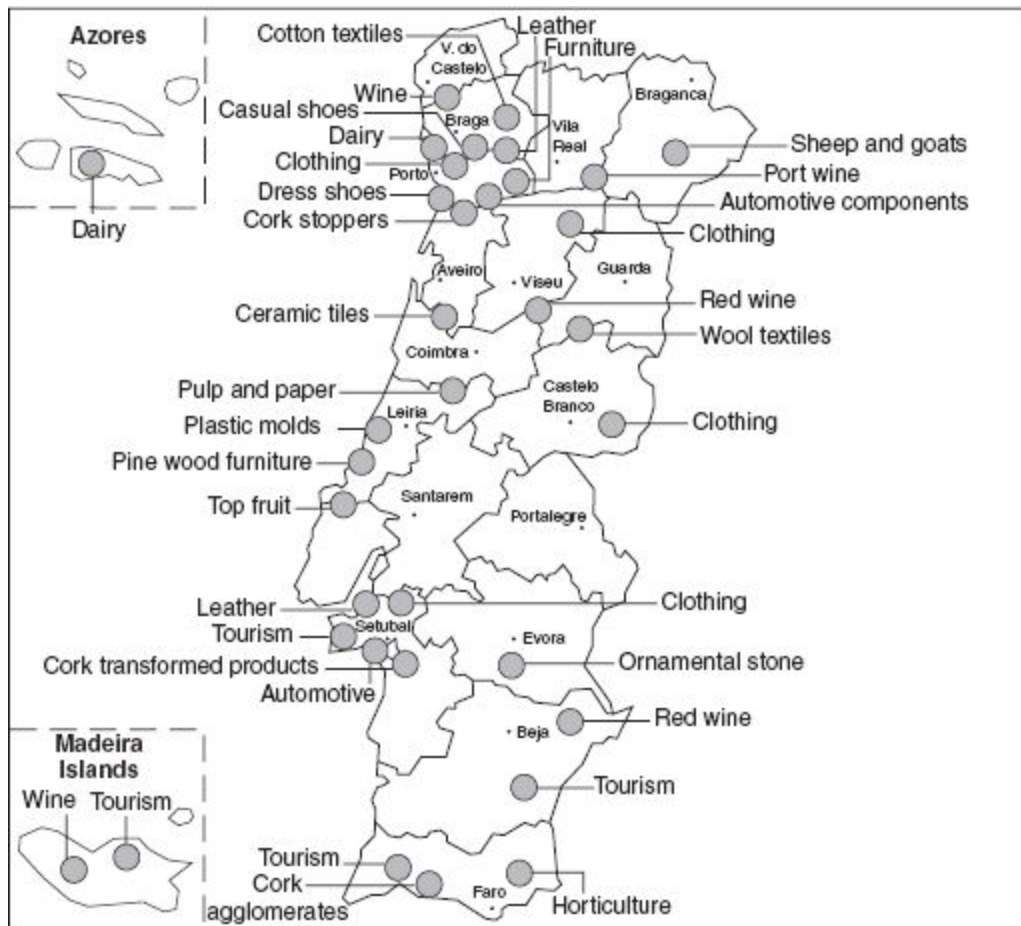 Azores
Dairy
Cotton textiles
Leather
Furniture
V. do
Castelo
Wine
Braganca
Casual shoes
Braga
Vila
Real
Dairy
Sheep and goats
Clothing
Porto
Port wine
Dress shoes
Automotive components
Cork stoppers
Clothing
Aveiro
Viseu
Guarda
Ceramic tiles
Red wine
Wool textiles
Coimbra
Pulp and paper
Castelo
Branco
Leiria
Plastic molds
Clothing
Pine wood furniture
Top fruit
Santarem
Portalegre
Leather
Clothing
Tourism
Setubal
Evora
Cork transformed products
Ornamental stone
Automotive
Red wine
Beja
Tourism
Madeira
Islands
Wine
Tourism
Tourism
Cork
agglomerates
Faro
Horticulture